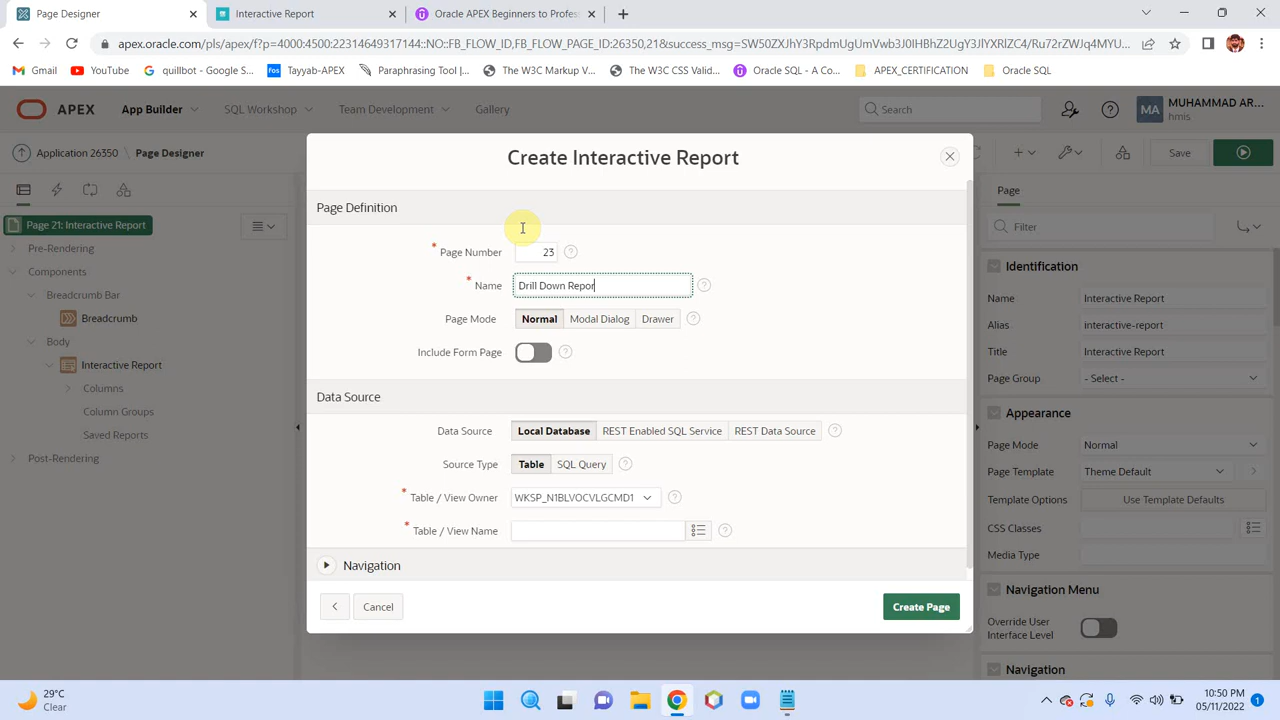 Page Designer
Interactive Report
Oracle APEX Beginners to Profes
apex.oracle.com/pls/apex/f?p=4000:4500:22314649317144::NO::FB_FLOW_ID,FB_FLOW_PAGE_ID:26350,21&success_msg=SW50ZXJhY3RpdmUgUmVwb3J0IHBhZ2UgY3JlYXRlZC4/Ru72rZWJq4MYU...
Gmail
YouTube
quillbot - Google S...
Tayyab-APEX
Paraphrasing Tool |...
The W3C Markup V...
The W3C CSS Valid...
Oracle SQL - A Co...
APEX_CERTIFICATION
Oracle SQL
APEX
App Builder
SQL Workshop
Team Development
Gallery
Search
MA
MUHAMMAD AR...
hmis
Application 26350
Page Designer
Save
Page 21: Interactive Report
Pre-Rendering
Components
Breadcrumb Bar
Breadcrumb
Body
Interactive Report
Columns
Column Groups
Saved Reports
Post-Rendering
Create Interactive Report
Page Definition
* Page Number 23
* Name Drill Down Repor
Page Mode Normal Modal Dialog Drawer
Include Form Page
Data Source
Data Source Local Database REST Enabled SQL Service REST Data Source
Source Type Table SQL Query
* Table / View Owner WKSP_N1BLVOCVLGCMD1
* Table / View Name
Navigation
Cancel
Create Page
Page
Filter
Identification
Name Interactive Report
Alias interactive-report
Title Interactive Report
Page Group - Select -
Appearance
Page Mode Normal
Page Template Theme Default
Template Options Use Template Defaults
CSS Classes
Media Type
Navigation Menu
Override User
Interface Level
Navigation
29°C
Clear
10:50 PM
05/11/2022
1